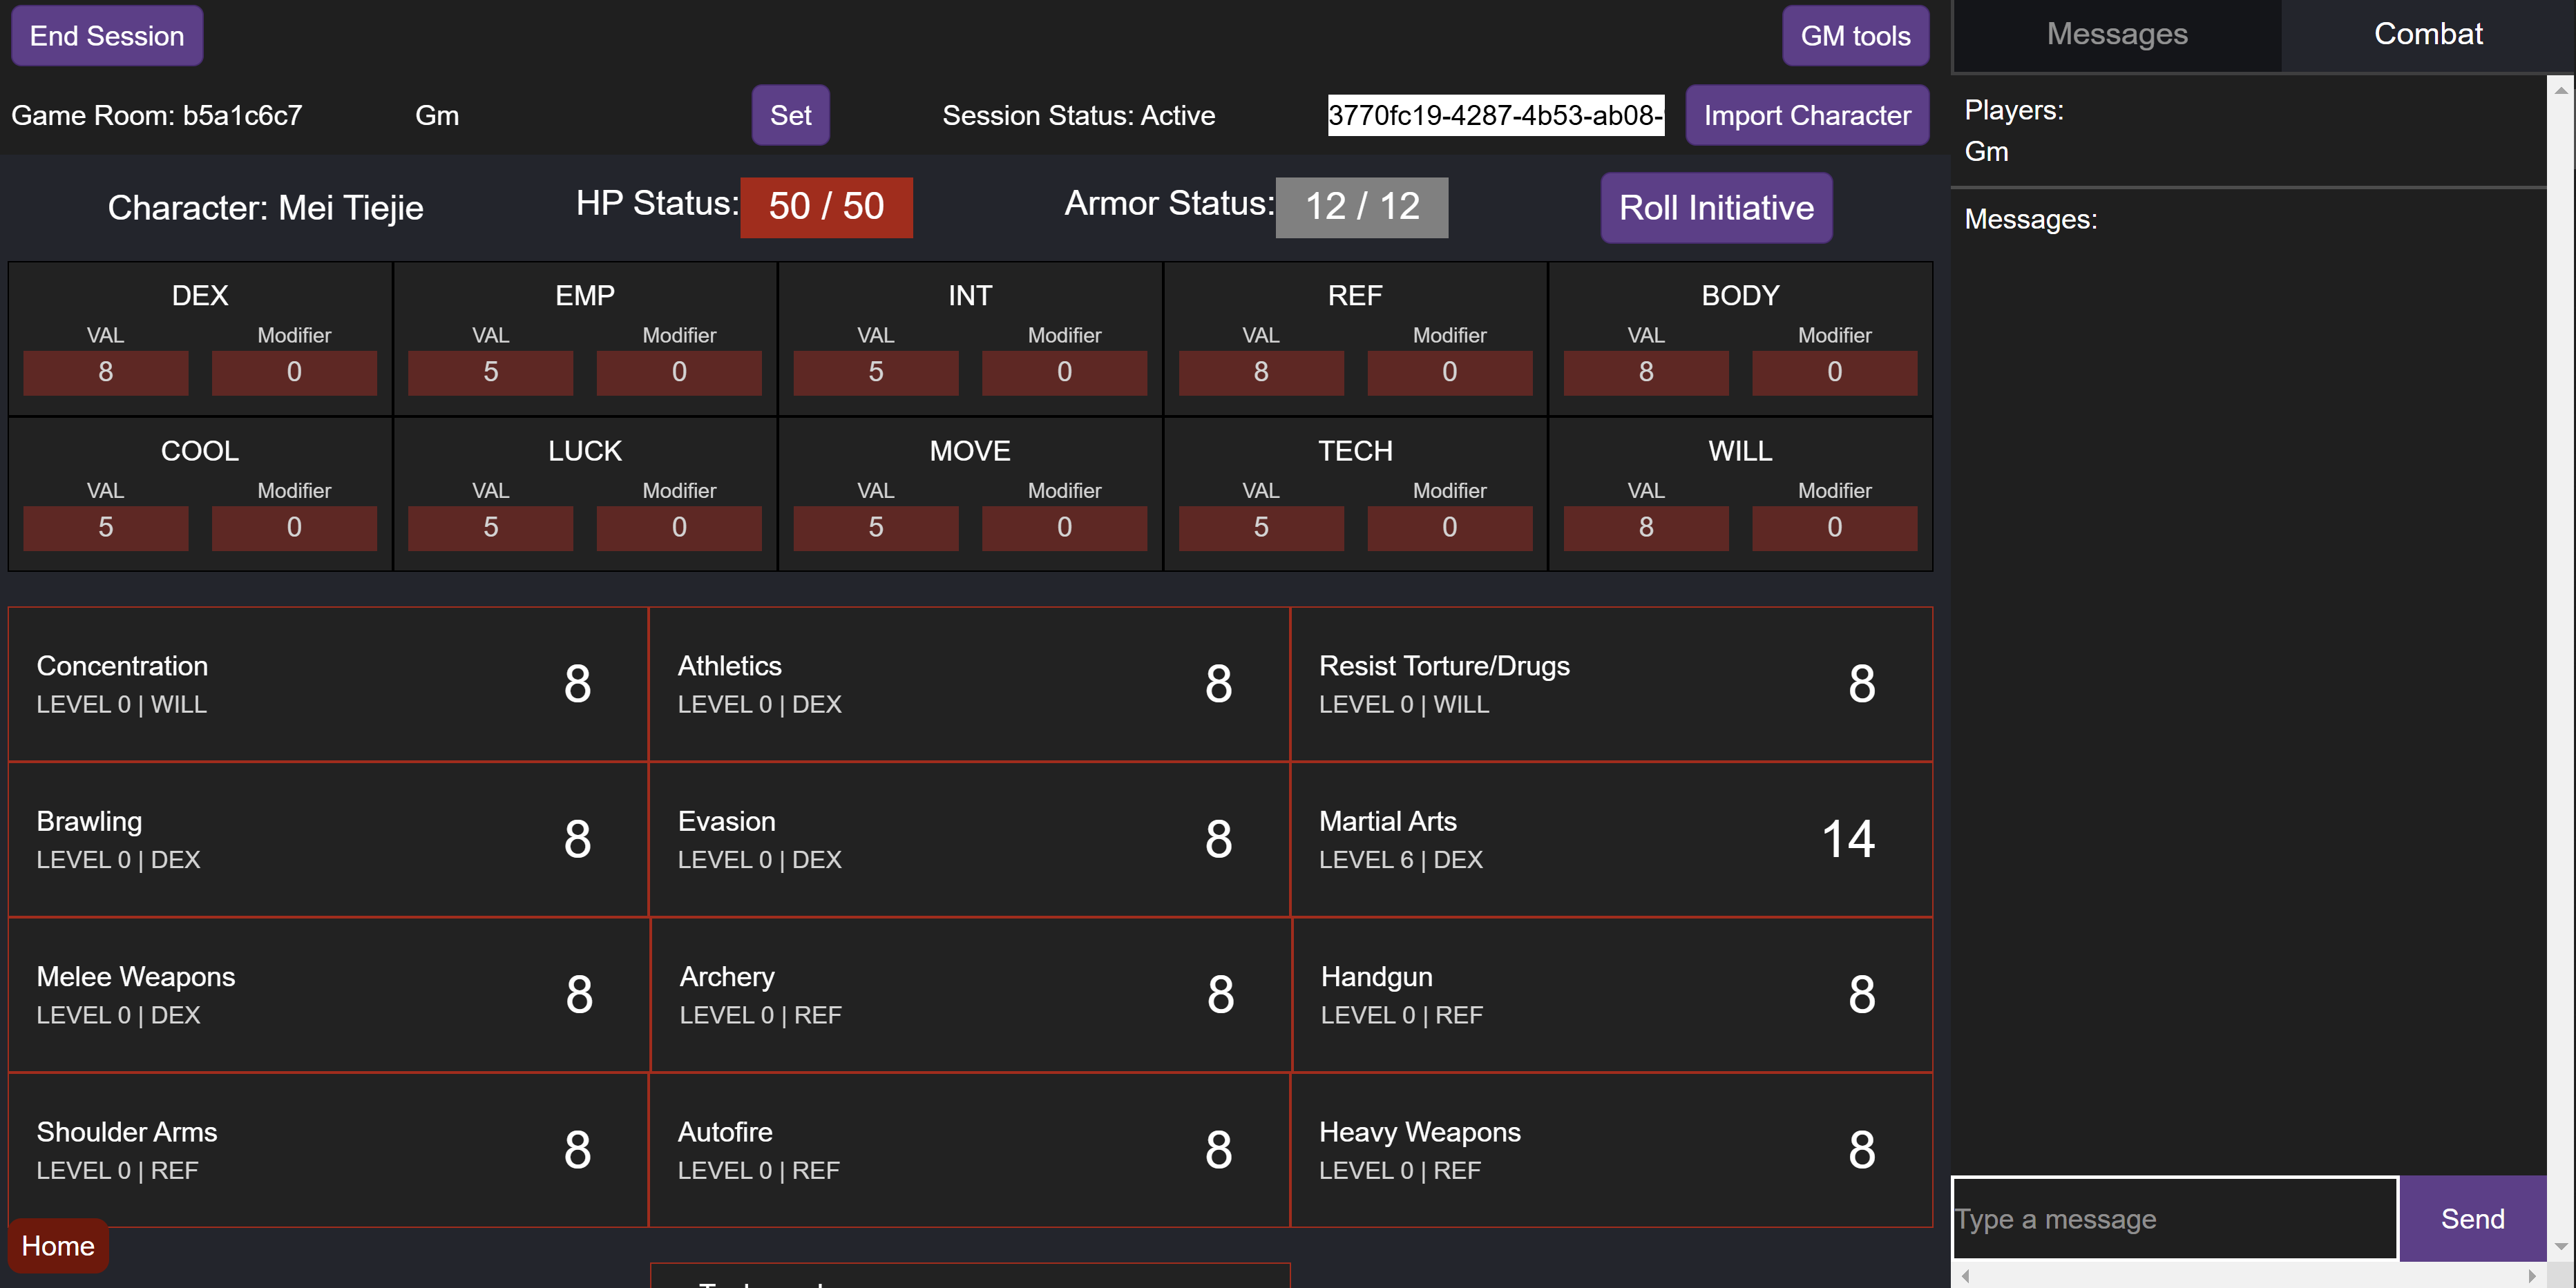 End Session
GM tools
Messages
Combat
Game Room: b5a1c6c7
Gm
Set
Session Status: Active
3770fc19-4287-4b53-ab08-
Import Character
Players:
Gm
Character: Mei Tiejie
HP Status: 50 / 50
Armor Status: 12 / 12
Roll Initiative
Messages:
DEX
VAL Modifier
8 0
EMP
VAL Modifier
5 0
INT
VAL Modifier
5 0
REF
VAL Modifier
8 0
BODY
VAL Modifier
8 0
COOL
VAL Modifier
5 0
LUCK
VAL Modifier
5 0
MOVE
VAL Modifier
5 0
TECH
VAL Modifier
5 0
WILL
VAL Modifier
8 0
Concentration
LEVEL 0 | WILL
8
Athletics
LEVEL 0 | DEX
8
Resist Torture/Drugs
LEVEL 0 | WILL
8
Brawling
LEVEL 0 | DEX
8
Evasion
LEVEL 0 | DEX
8
Martial Arts
LEVEL 6 | DEX
14
Melee Weapons
LEVEL 0 | DEX
8
Archery
LEVEL 0 | REF
8
Handgun
LEVEL 0 | REF
8
Shoulder Arms
LEVEL 0 | REF
8
Autofire
LEVEL 0 | REF
8
Heavy Weapons
LEVEL 0 | REF
8
Home
Type a message
Send